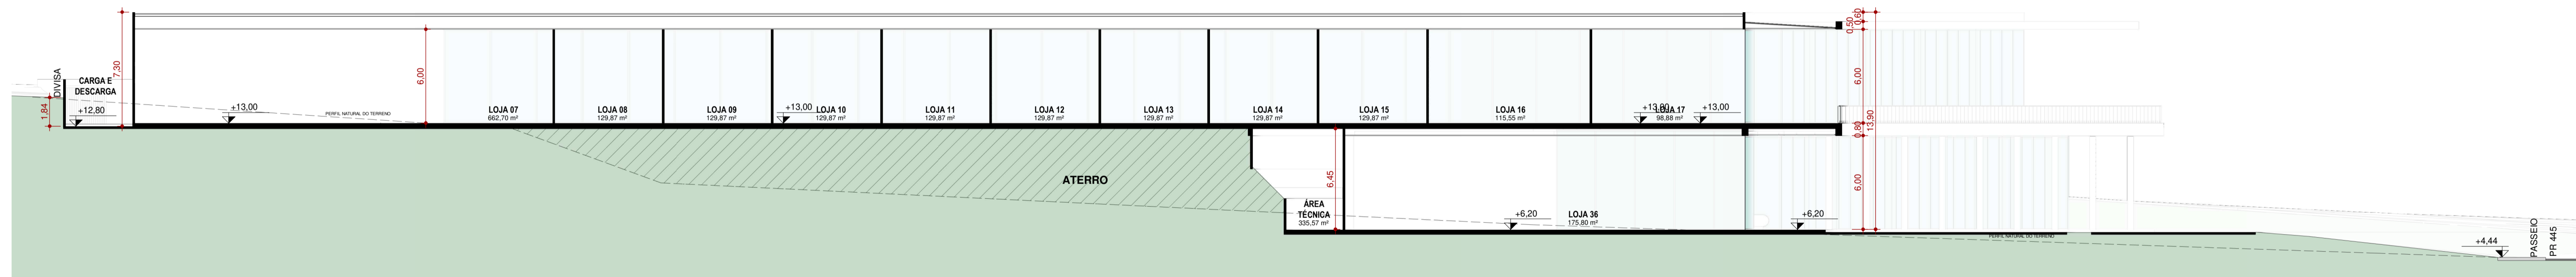 DIVISA
1,84
CARGA E
DESCARGA
+12,80
7,30
+13,00
PERFIL NATURAL DO TERRENO
6,00
LOJA 07
662,70 m²
LOJA 08
129,87 m²
LOJA 09
129,87 m²
+13,00
LOJA 10
129,87 m²
LOJA 11
129,87 m²
LOJA 12
129,87 m²
LOJA 13
129,87 m²
LOJA 14
129,87 m²
LOJA 15
129,87 m²
LOJA 16
115,55 m²
+13,00
LOJA 17
98,88 m²
+13,00
0,50
0,60
6,00
0,80
13,90
6,00
ATERRO
6,45
ÁREA
TÉCNICA
335,57 m²
+6,20
LOJA 36
175,80 m²
+6,20
PERFIL NATURAL DO TERRENO
+4,44
PASSEIO
PR 445